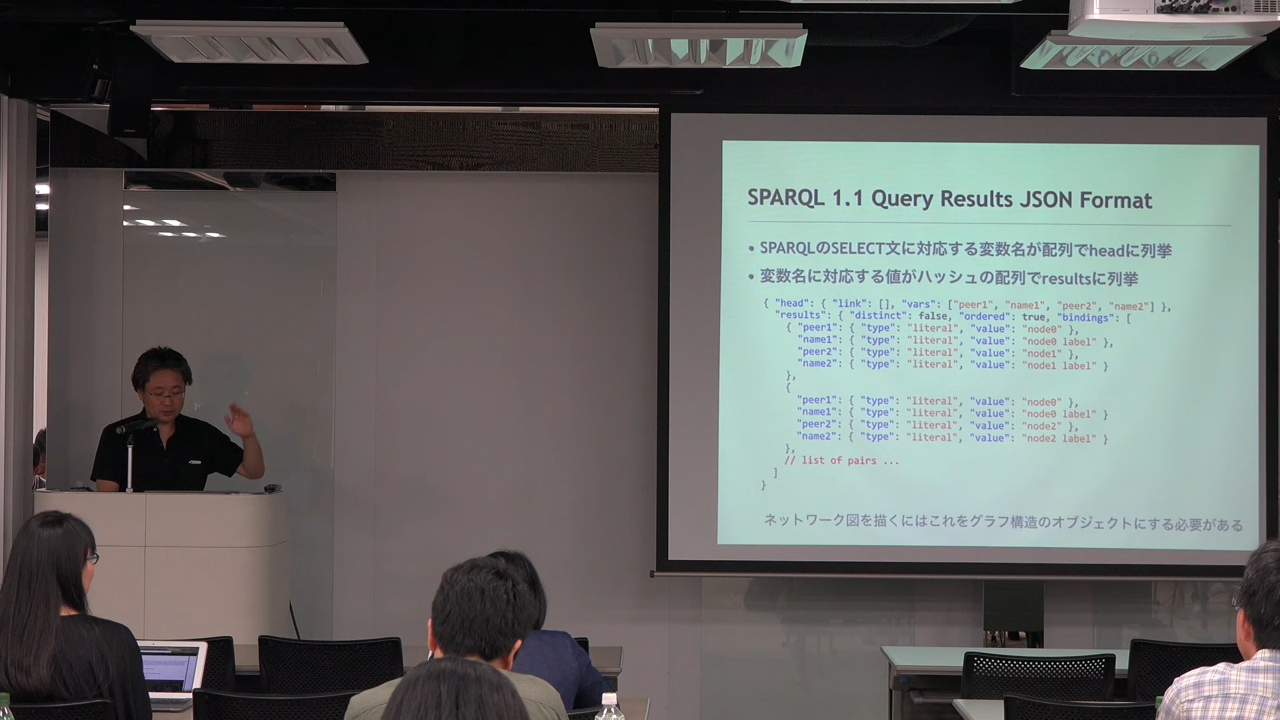 SPARQL 1.1 Query Results JSON Format
• SPARQLのSELECT文に対応する変数名が配列でheadに列挙
• 変数名に対応する値がハッシュの配列でresultsに列挙
{ "head": { "link": [], "vars": ["peer1", "name1", "peer2", "name2"] },
"results": { "distinct": false, "ordered": true, "bindings": [
{ "peer1": { "type": "literal", "value": "node0" },
"name1": { "type": "literal", "value": "node0 label" },
"peer2": { "type": "literal", "value": "node1" },
"name2": { "type": "literal", "value": "node1 label" }
},
{
"peer1": { "type": "literal", "value": "node0" },
"name1": { "type": "literal", "value": "node0 label" }
"peer2": { "type": "literal", "value": "node2" },
"name2": { "type": "literal", "value": "node2 label" }
},
// list of pairs ...
]
}
ネットワーク図を描くにはこれをグラフ構造のオブジェクトにする必要がある